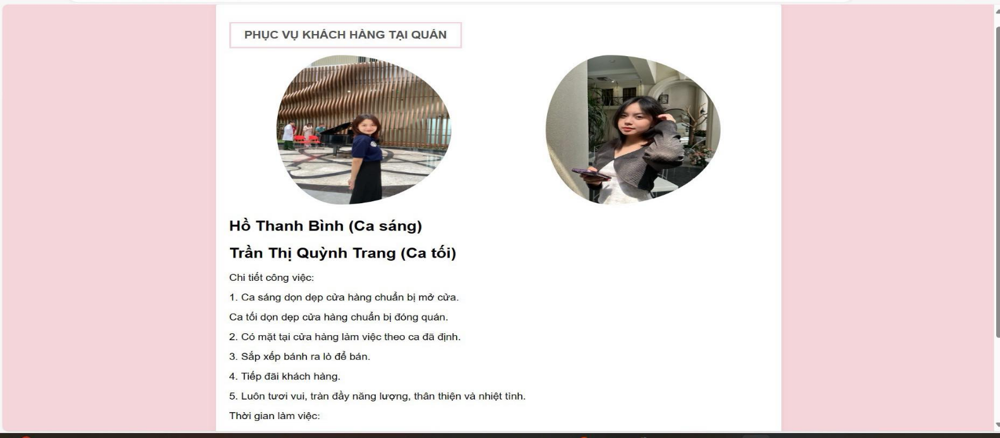 PHỤC VỤ KHÁCH HÀNG TẠI QUÁN
Hồ Thanh Bình (Ca sáng)
Trần Thị Quỳnh Trang (Ca tối)
Chi tiết công việc:
1. Ca sáng dọn dẹp cửa hàng chuẩn bị mở cửa.
Ca tối dọn dẹp cửa hàng chuẩn bị đóng quán.
2. Có mặt tại cửa hàng làm việc theo ca đã định.
3. Sắp xếp bánh ra lò để bán.
4. Tiếp đãi khách hàng.
5. Luôn tươi vui, tràn đầy năng lượng, thân thiện và nhiệt tình.
Thời gian làm việc: